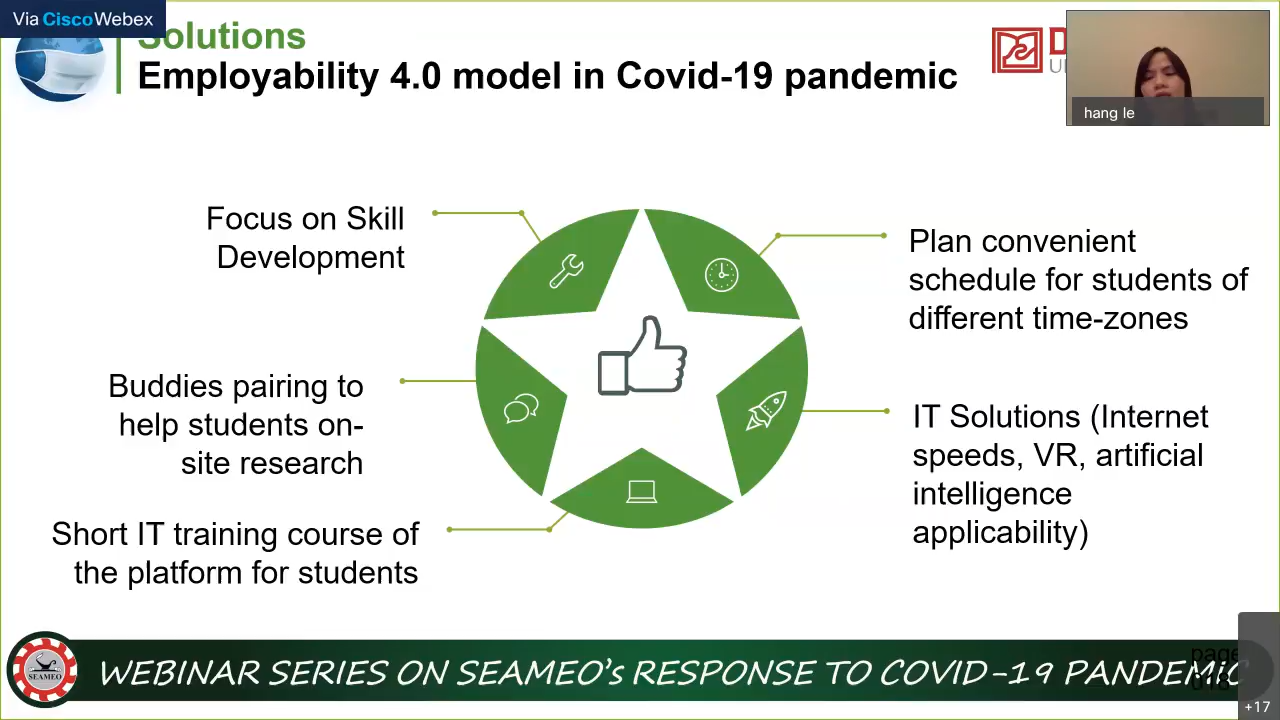 Via Cisco Webex
Solutions
Employability 4.0 model in Covid-19 pandemic
hang le
Focus on Skill
Development
Plan convenient
schedule for students of
different time-zones
Buddies pairing to
help students on-
site research
IT Solutions (Internet
speeds, VR, artificial
intelligence
applicability)
Short IT training course of
the platform for students
SEAMEO
WEBINAR SERIES ON SEAMEO's RESPONSE TO COVID-19 PANDEMIC
page
018
+17